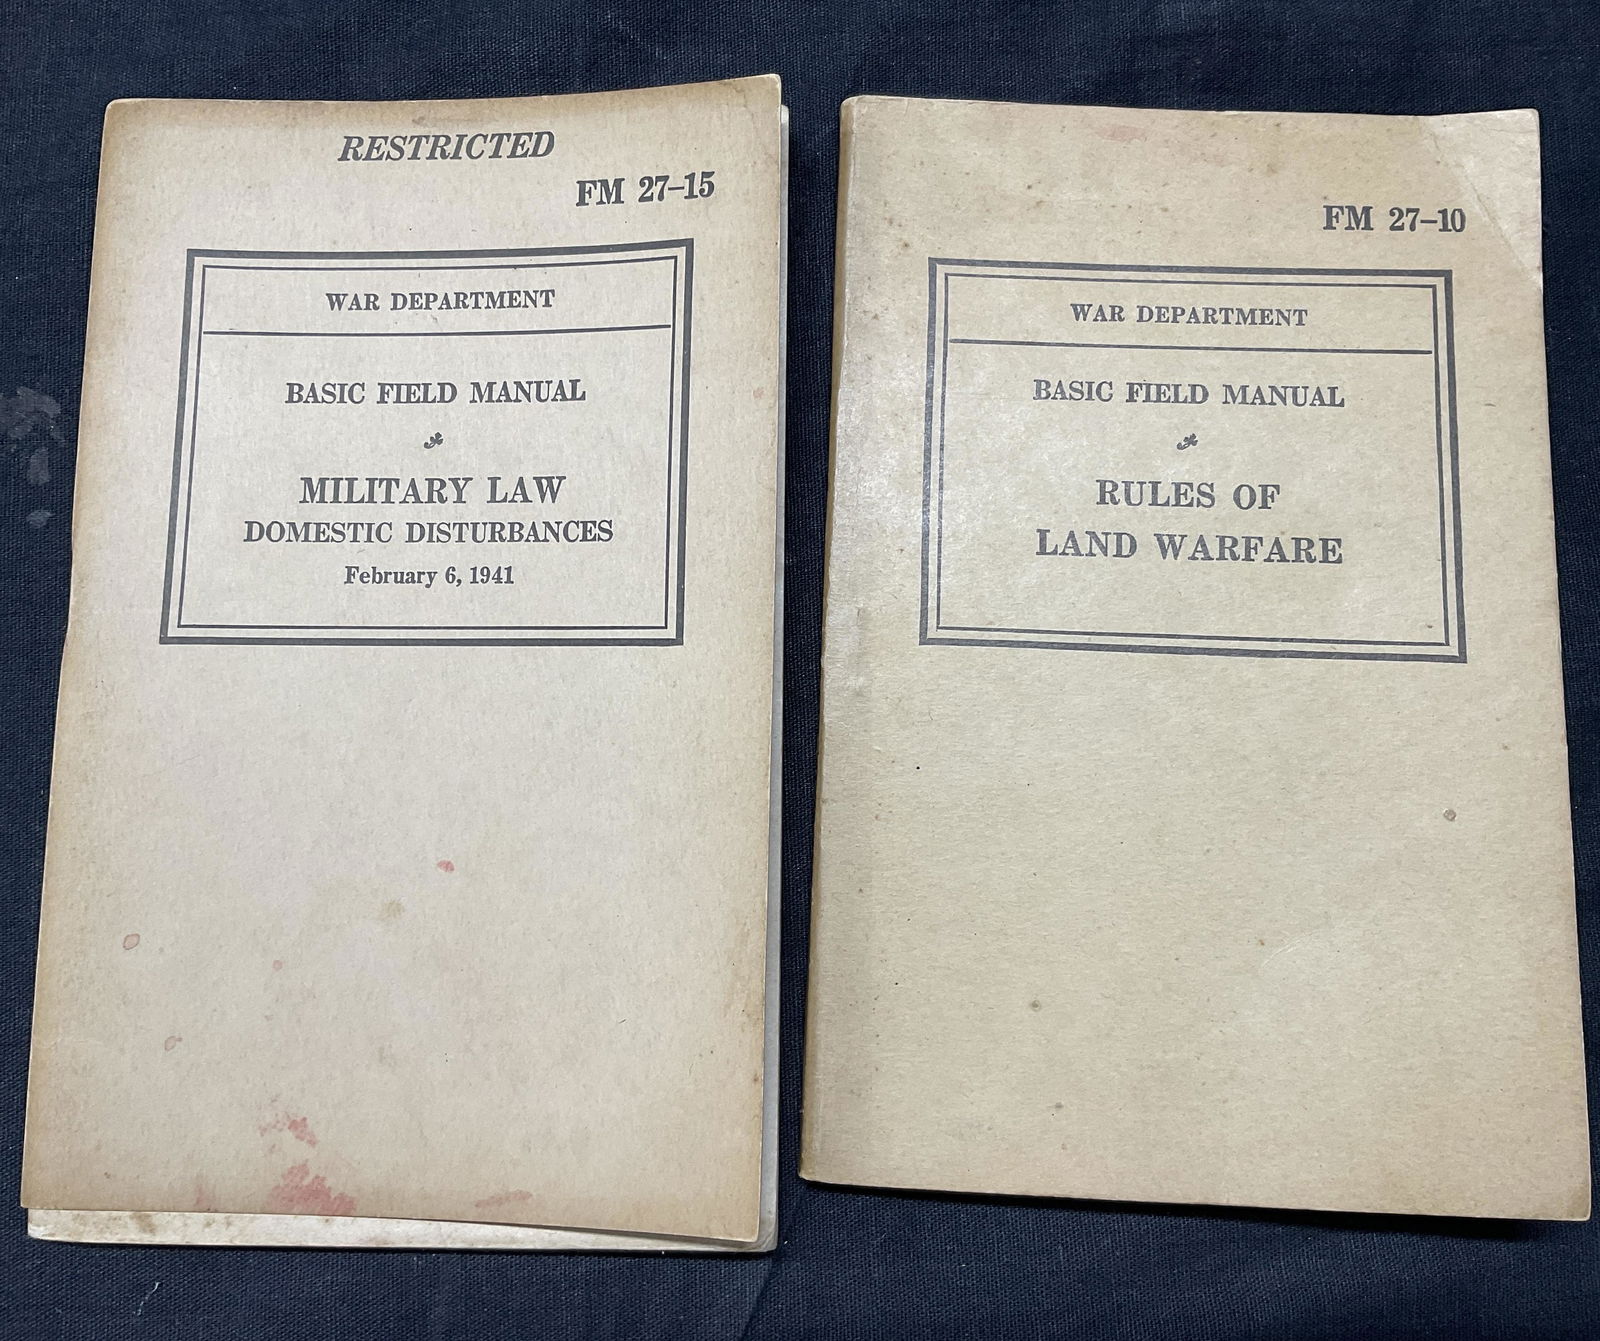 RESTRICTED
FM 27–15
WAR DEPARTMENT
BASIC FIELD MANUAL
MILITARY LAW
DOMESTIC DISTURBANCES
February 6, 1941
FM 27–10
WAR DEPARTMENT
BASIC FIELD MANUAL
RULES OF
LAND WARFARE